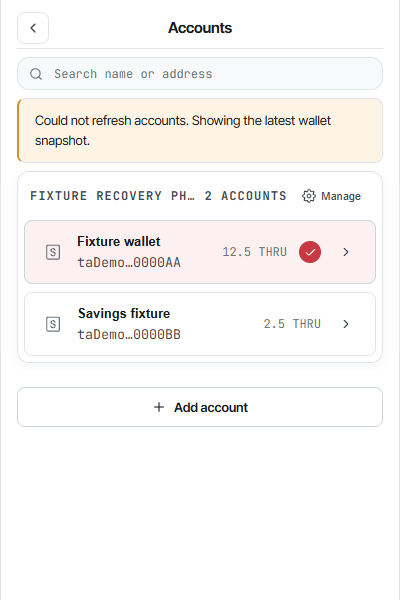 Accounts
Search name or address
Could not refresh accounts. Showing the latest wallet
snapshot.
FIXTURE RECOVERY PH… 2 ACCOUNTS Manage
S Fixture wallet 12.5 THRU
taDemo…0000AA
S Savings fixture 2.5 THRU
taDemo…0000BB
Add account